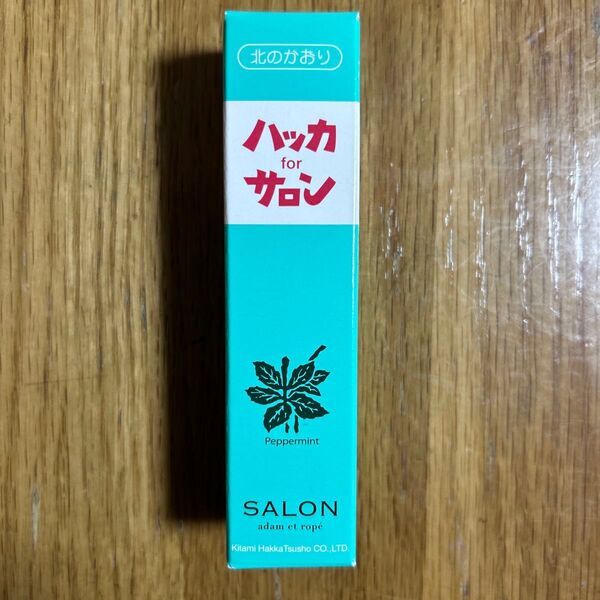 北のかおり
ハッカ
for
サロン
Peppermint
SALON
adam et ropé
Kitami HakkaTsusho CO.,LTD.